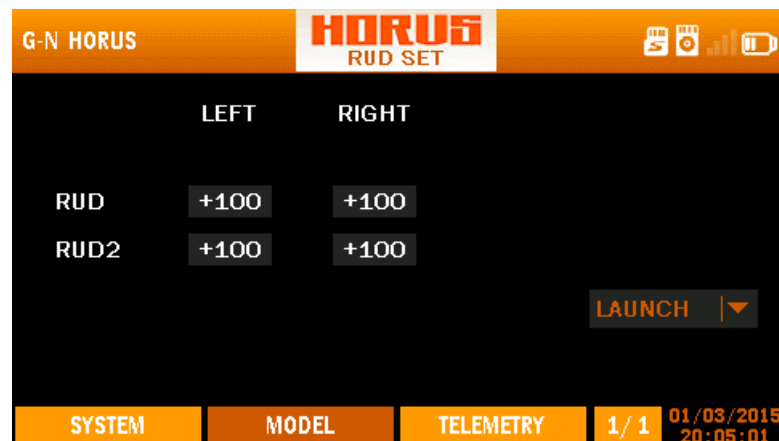 G-N HORUS
HORUS
RUD SET
LEFT RIGHT
RUD +100 +100
RUD2 +100 +100
LAUNCH
SYSTEM MODEL TELEMETRY 1/1 01/03/2015
20:05:01